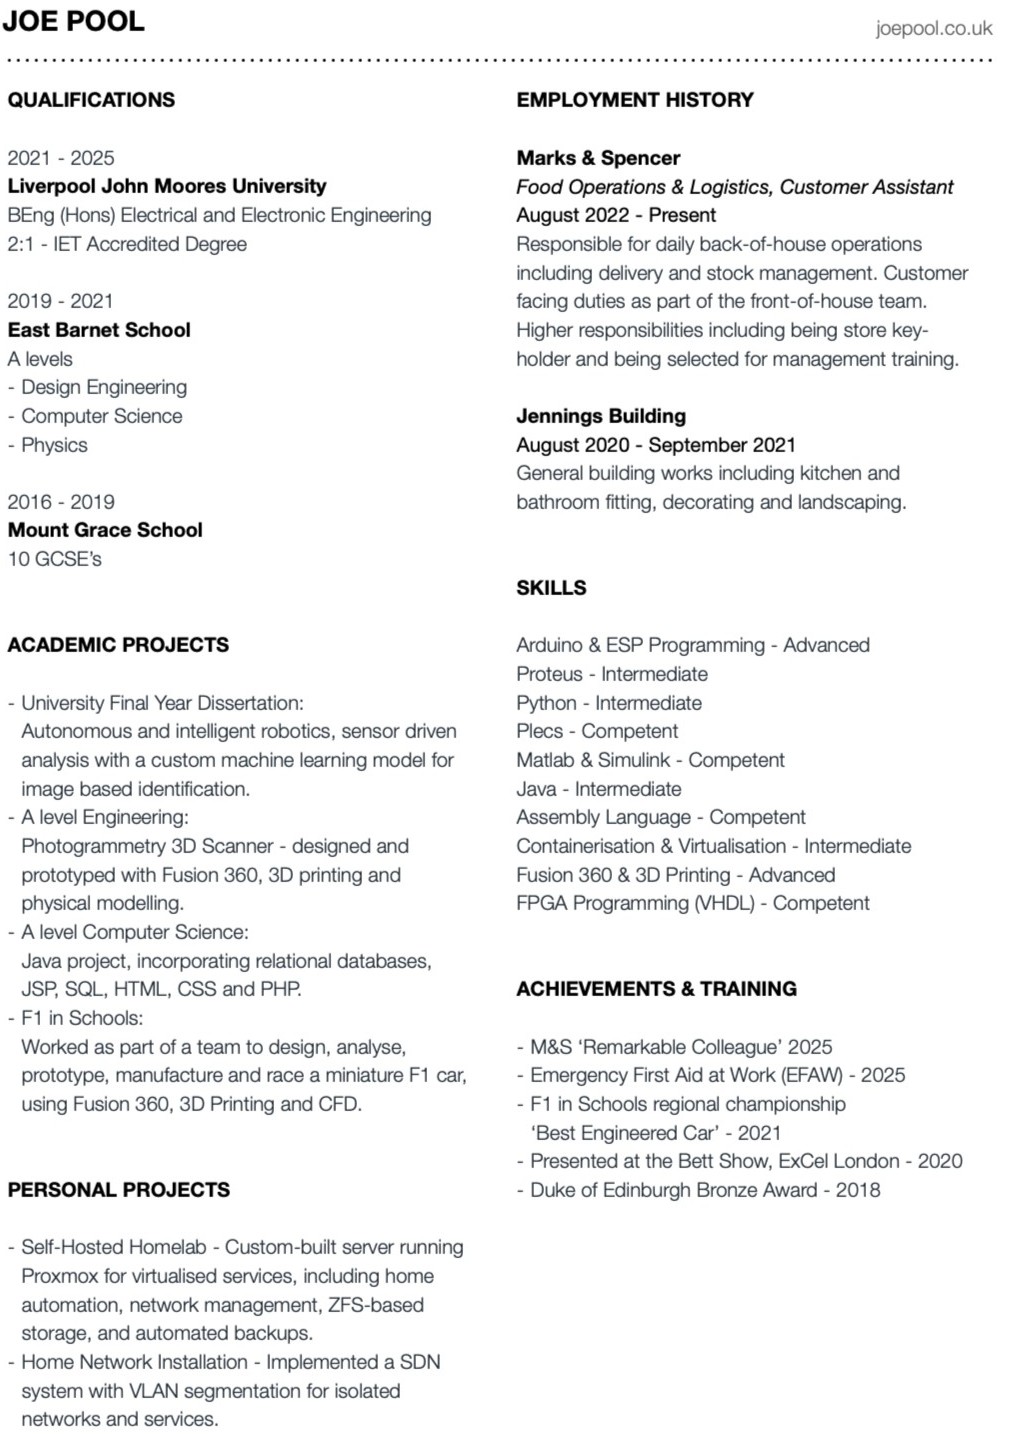 JOE POOL
joepool.co.uk
QUALIFICATIONS
2021 - 2025
Liverpool John Moores University
BEng (Hons) Electrical and Electronic Engineering
2:1 - IET Accredited Degree
2019 - 2021
East Barnet School
A levels
- Design Engineering
- Computer Science
- Physics
2016 - 2019
Mount Grace School
10 GCSE’s
ACADEMIC PROJECTS
- University Final Year Dissertation:
Autonomous and intelligent robotics, sensor driven
analysis with a custom machine learning model for
image based identification.
- A level Engineering:
Photogrammetry 3D Scanner - designed and
prototyped with Fusion 360, 3D printing and
physical modelling.
- A level Computer Science:
Java project, incorporating relational databases,
JSP, SQL, HTML, CSS and PHP.
- F1 in Schools:
Worked as part of a team to design, analyse,
prototype, manufacture and race a miniature F1 car,
using Fusion 360, 3D Printing and CFD.
PERSONAL PROJECTS
- Self-Hosted Homelab - Custom-built server running
Proxmox for virtualised services, including home
automation, network management, ZFS-based
storage, and automated backups.
- Home Network Installation - Implemented a SDN
system with VLAN segmentation for isolated
networks and services.
EMPLOYMENT HISTORY
Marks & Spencer
Food Operations & Logistics, Customer Assistant
August 2022 - Present
Responsible for daily back-of-house operations
including delivery and stock management. Customer
facing duties as part of the front-of-house team.
Higher responsibilities including being store key-
holder and being selected for management training.
Jennings Building
August 2020 - September 2021
General building works including kitchen and
bathroom fitting, decorating and landscaping.
SKILLS
Arduino & ESP Programming - Advanced
Proteus - Intermediate
Python - Intermediate
Plecs - Competent
Matlab & Simulink - Competent
Java - Intermediate
Assembly Language - Competent
Containerisation & Virtualisation - Intermediate
Fusion 360 & 3D Printing - Advanced
FPGA Programming (VHDL) - Competent
ACHIEVEMENTS & TRAINING
- M&S ‘Remarkable Colleague’ 2025
- Emergency First Aid at Work (EFAW) - 2025
- F1 in Schools regional championship
‘Best Engineered Car’ - 2021
- Presented at the Bett Show, ExCel London - 2020
- Duke of Edinburgh Bronze Award - 2018